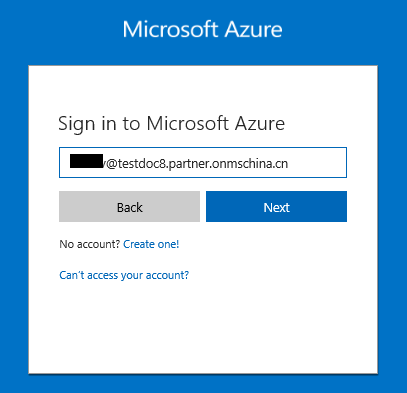 Microsoft Azure
Sign in to Microsoft Azure
y@testdoc8.partner.onmschina.cn
Back Next
No account? Create one!
Can't access your account?